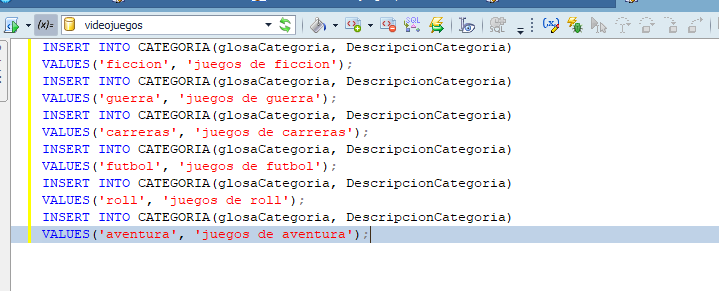 (x)=
videojuegos
SQL
SQL
INSERT INTO CATEGORIA(glosaCategoria, DescripcionCategoria)
VALUES('ficcion', 'juegos de ficcion');
INSERT INTO CATEGORIA(glosaCategoria, DescripcionCategoria)
VALUES('guerra', 'juegos de guerra');
INSERT INTO CATEGORIA(glosaCategoria, DescripcionCategoria)
VALUES('carreras', 'juegos de carreras');
INSERT INTO CATEGORIA(glosaCategoria, DescripcionCategoria)
VALUES('futbol', 'juegos de futbol');
INSERT INTO CATEGORIA(glosaCategoria, DescripcionCategoria)
VALUES('roll', 'juegos de roll');
INSERT INTO CATEGORIA(glosaCategoria, DescripcionCategoria)
VALUES('aventura', 'juegos de aventura');